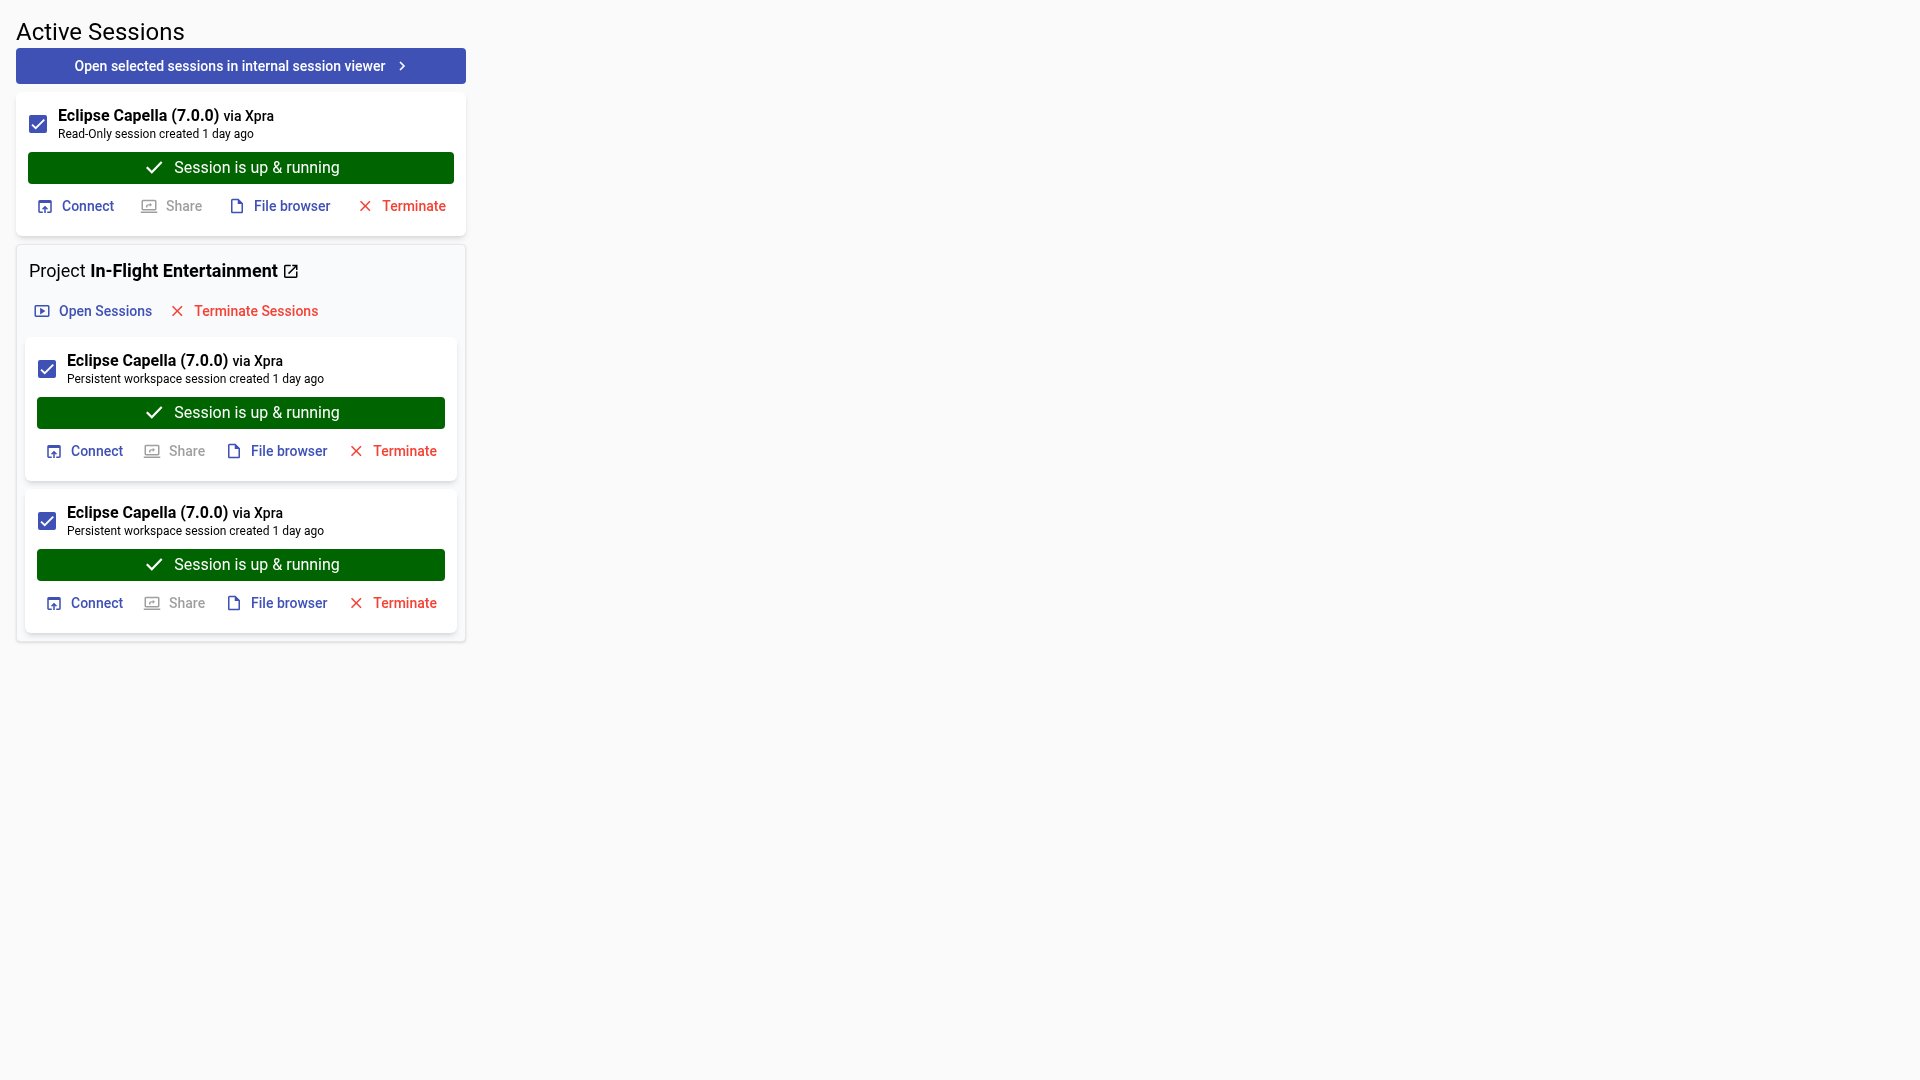 Active Sessions
Open selected sessions in internal session viewer
Eclipse Capella (7.0.0) via Xpra
Read-Only session created 1 day ago
Session is up & running
Connect Share File browser Terminate
Project In-Flight Entertainment
Open Sessions Terminate Sessions
Eclipse Capella (7.0.0) via Xpra
Persistent workspace session created 1 day ago
Session is up & running
Connect Share File browser Terminate
Eclipse Capella (7.0.0) via Xpra
Persistent workspace session created 1 day ago
Session is up & running
Connect Share File browser Terminate